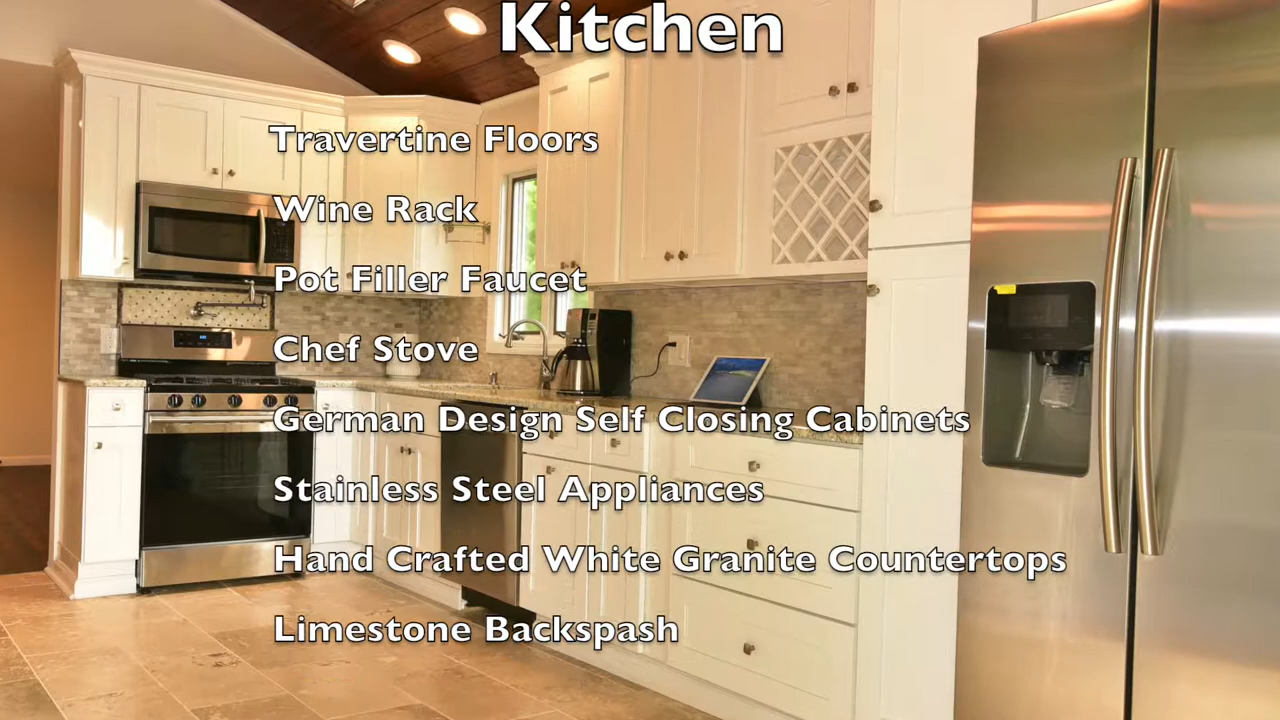 Kitchen
Travertine Floors
Wine Rack
Pot Filler Faucet
Chef Stove
German Design Self Closing Cabinets
Stainless Steel Appliances
Hand Crafted White Granite Countertops
Limestone Backspash